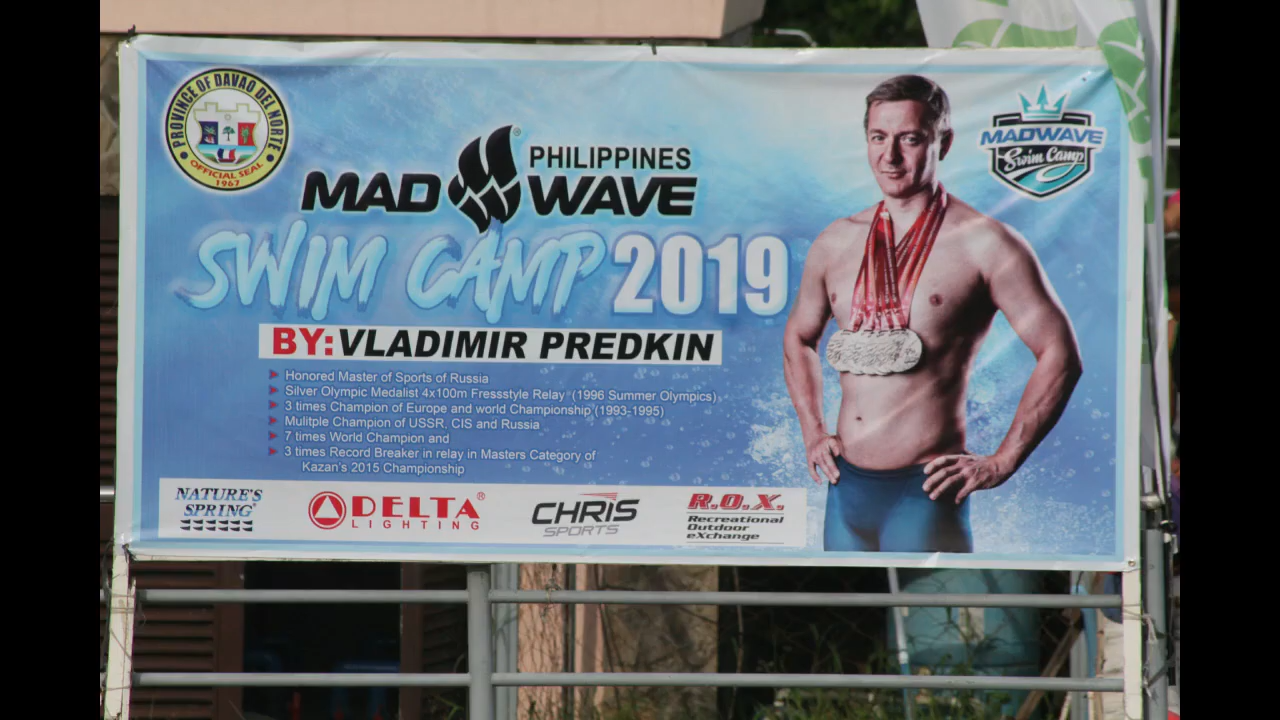 PROVINCE OF DAVAO DEL NORTE
OFFICIAL SEAL
1967
PHILIPPINES
MAD WAVE
SWIM CAMP 2019
BY: VLADIMIR PREDKIN
Honored Master of Sports of Russia
Silver Olympic Medalist 4x100m Fressstyle Relay (1996 Summer Olympics)
3 times Champion of Europe and world Championship (1993-1995)
Mulitple Champion of USSR, CIS and Russia
7 times World Champion and
3 times Record Breaker in relay in Masters Category of
Kazan's 2015 Championship
MADWAVE
Swim Camp
NATURE'S
SPRING
DELTA
LIGHTING
CHRIS
SPORTS
R.O.X.
Recreational
Outdoor
eXchange